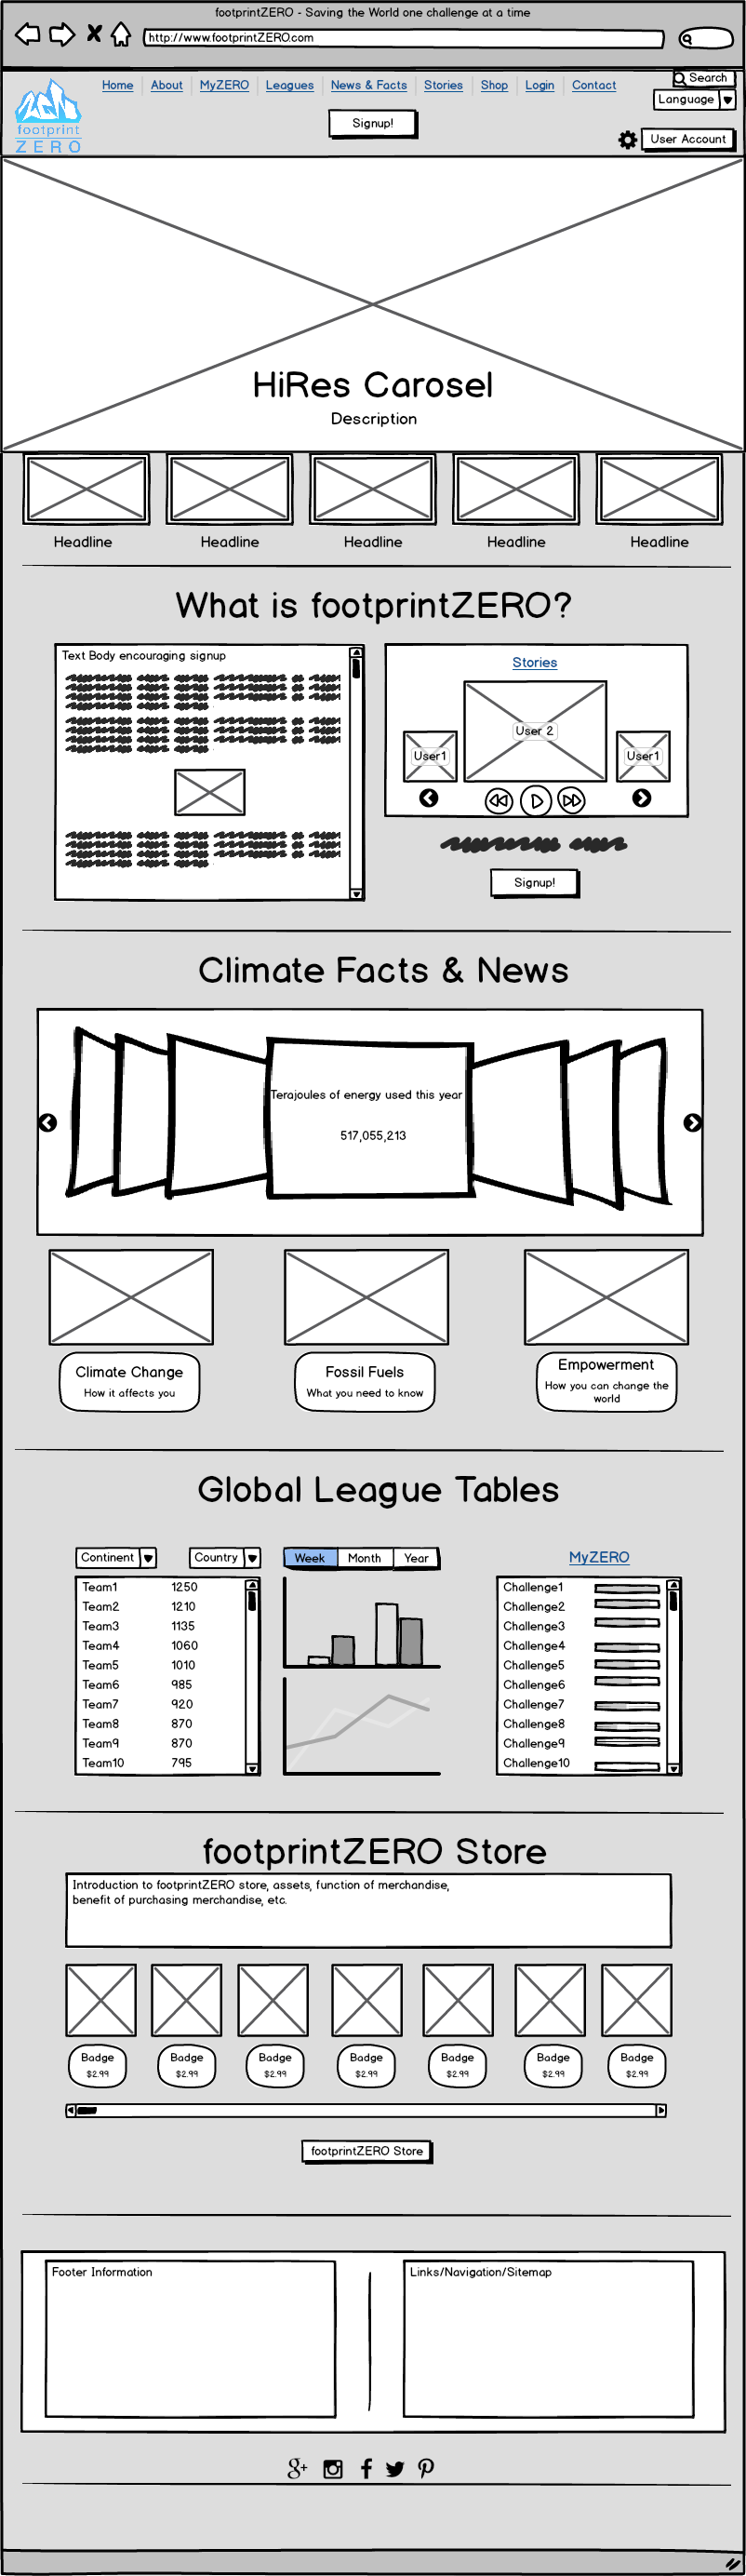 footprintZERO - Saving the World one challenge at a time
http://www.footprintZERO.com
Home About MyZERO Leagues News & Facts Stories Shop Login Contact
Search
Language
Signup!
User Account
footprint
ZERO
HiRes Carosel
Description
Headline Headline Headline Headline Headline
What is footprintZERO?
Text Body encouraging signup
Stories
User1 User 2 User1
Signup!
Climate Facts & News
Terajoules of energy used this year
517,055,213
Climate Change
How it affects you
Fossil Fuels
What you need to know
Empowerment
How you can change the
world
Global League Tables
Continent Country
Team1 1250
Team2 1210
Team3 1135
Team4 1060
Team5 1010
Team6 985
Team7 920
Team8 870
Team9 870
Team10 795
Week Month Year
MyZERO
Challenge1
Challenge2
Challenge3
Challenge4
Challenge5
Challenge6
Challenge7
Challenge8
Challenge9
Challenge10
footprintZERO Store
Introduction to footprintZERO store, assets, function of merchandise,
benefit of purchasing merchandise, etc.
Badge Badge Badge Badge Badge Badge Badge
$2.99 $2.99 $2.99 $2.99 $2.99 $2.99 $2.99
footprintZERO Store
Footer Information
Links/Navigation/Sitemap